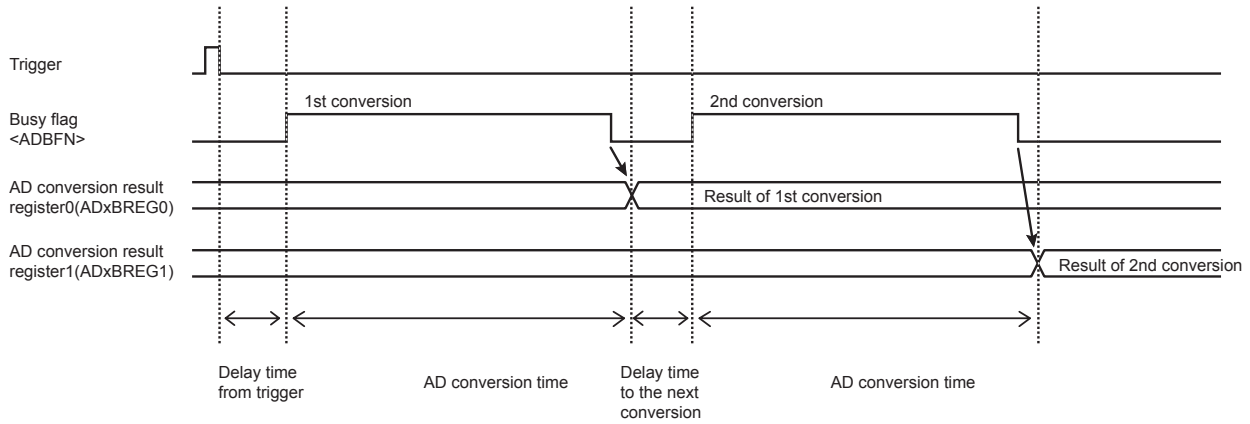 Trigger
Busy flag
<ADBFN>
1st conversion
2nd conversion
AD conversion result
register0(ADxBREG0)
Result of 1st conversion
AD conversion result
register1(ADxBREG1)
Result of 2nd conversion
Delay time
from trigger
AD conversion time
Delay time
to the next
conversion
AD conversion time